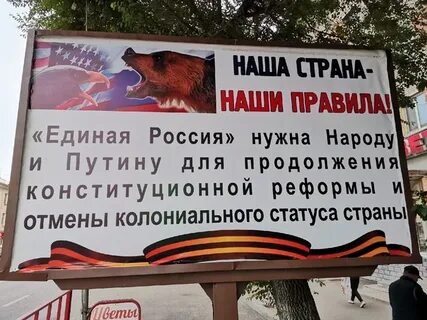 НАША СТРАНА-
НАШИ ПРАВИЛА!
«Единая Россия» нужна Народу
и Путину для продолжения
конституционной реформы и
отмены колониального статуса страны
Цветы